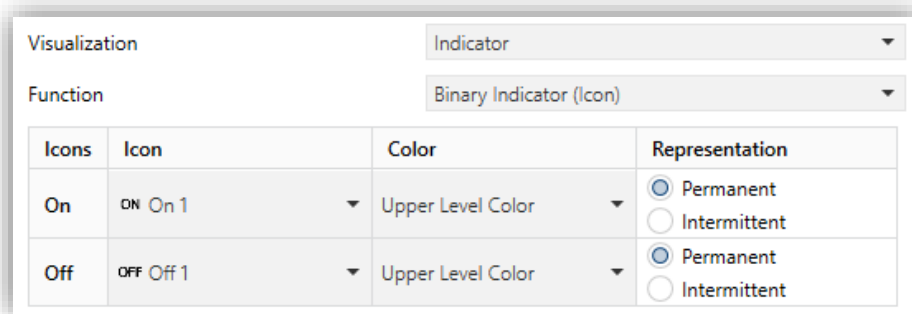 Visualization Indicator
Function Binary Indicator (Icon)
Icons Icon Color Representation
On ON On 1 Upper Level Color Permanent
Intermittent
Off OFF Off 1 Upper Level Color Permanent
Intermittent